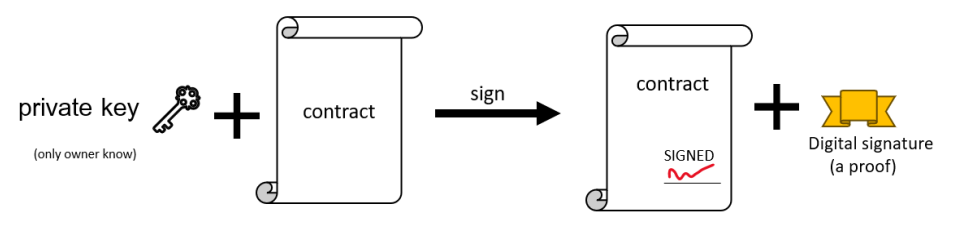 private key
(only owner know)
contract
sign
contract
SIGNED
Digital signature
(a proof)